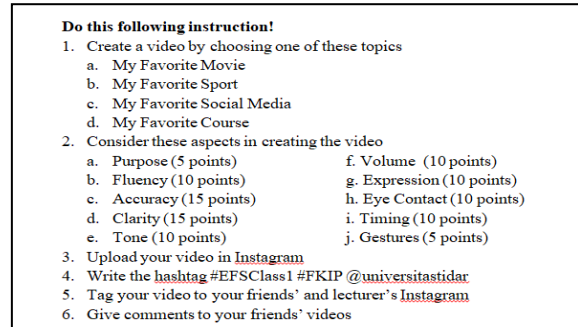 Do this following instruction!
1. Create a video by choosing one of these topics
a. My Favorite Movie
b. My Favorite Sport
c. My Favorite Social Media
d. My Favorite Course
2. Consider these aspects in creating the video
a. Purpose (5 points) f. Volume (10 points)
b. Fluency (10 points) g. Expression (10 points)
c. Accuracy (15 points) h. Eye Contact (10 points)
d. Clarity (15 points) i. Timing (10 points)
e. Tone (10 points) j. Gestures (5 points)
3. Upload your video in Instagram
4. Write the hashtag #EFSClass1 #FKIP @universitastidar
5. Tag your video to your friends' and lecturer's Instagram
6. Give comments to your friends' videos